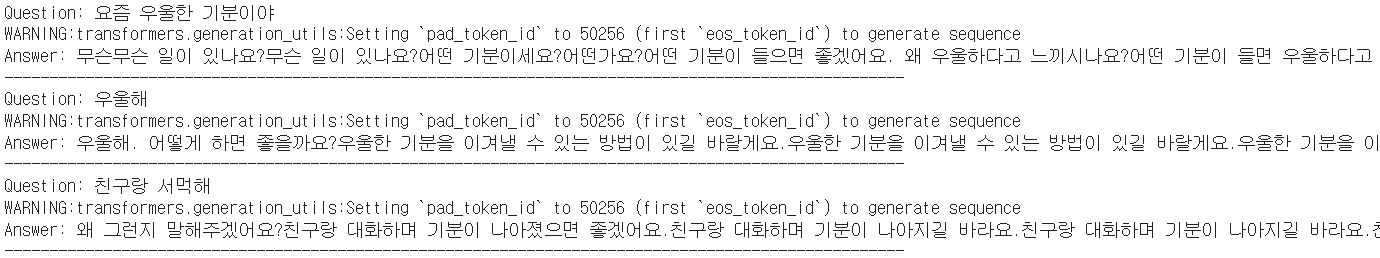 Question: 요즘 우울한 기분이야
WARNING:transformers.generation_utils:Setting `pad_token_id` to 50256 (first `eos_token_id`) to generate sequence
Answer: 무슨무슨 일이 있나요?무슨 일이 있나요?어떤 기분이세요?어떤가요?어떤 기분이 들으면 좋겠어요. 왜 우울하다고 느끼시나요?어떤 기분이 들면 우울하다고
--------------------------------------------------------------------------------------------
Question: 우울해
WARNING:transformers.generation_utils:Setting `pad_token_id` to 50256 (first `eos_token_id`) to generate sequence
Answer: 우울해. 어떻게 하면 좋을까요?우울한 기분을 이겨낼 수 있는 방법이 있길 바랄게요.우울한 기분을 이겨낼 수 있는 방법이 있길 바랄게요.우울한 기분을 이
--------------------------------------------------------------------------------------------
Question: 친구랑 서먹해
WARNING:transformers.generation_utils:Setting `pad_token_id` to 50256 (first `eos_token_id`) to generate sequence
Answer: 왜 그런지 말해주겠어요?친구랑 대화하며 기분이 나아졌으면 좋겠어요.친구랑 대화하며 기분이 나아지길 바라요.친구랑 대화하며 기분이 나아지길 바라요.
--------------------------------------------------------------------------------------------